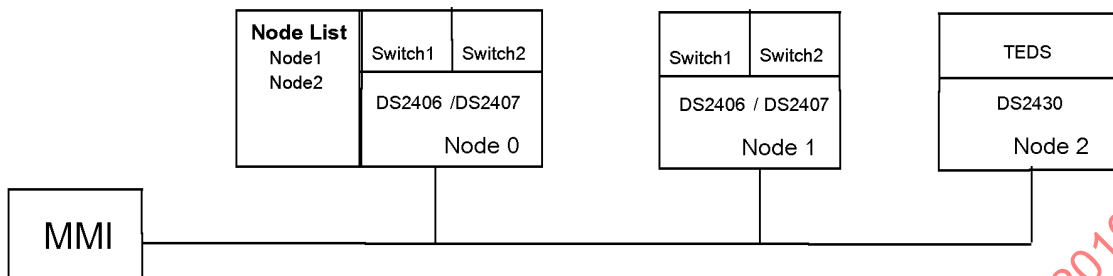 Node List
Node1
Node2
Switch1 Switch2
DS2406 /DS2407
Node 0
Switch1 Switch2
DS2406 / DS2407
Node 1
TEDS
DS2430
Node 2
MMI